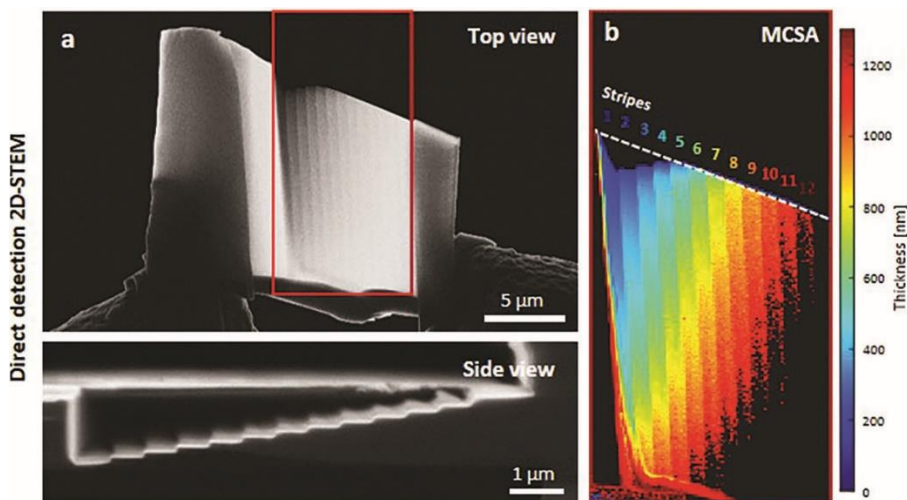 Direct detection 2D-STEM
a
Top view
5 µm
Side view
1 µm
b
MCSA
Stripes
1 2 3 4 5 6 7 8 9 10 11 12
1200
1000
800
600
400
200
0
Thickness [nm]